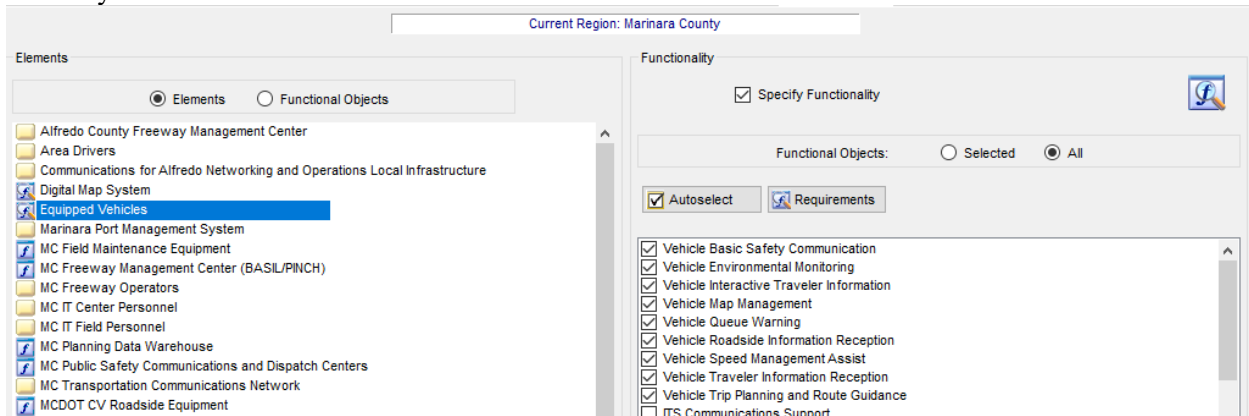 Current Region: Marinara County
Elements
Elements
Functional Objects
Alfredo County Freeway Management Center
Area Drivers
Communications for Alfredo Networking and Operations Local Infrastructure
Digital Map System
Equipped Vehicles
Marinara Port Management System
MC Field Maintenance Equipment
MC Freeway Management Center (BASIL/PINCH)
MC Freeway Operators
MC IT Center Personnel
MC IT Field Personnel
MC Planning Data Warehouse
MC Public Safety Communications and Dispatch Centers
MC Transportation Communications Network
MCDOT CV Roadside Equipment
Functionality
Specify Functionality
Functional Objects:
Selected
All
Autoselect
Requirements
Vehicle Basic Safety Communication
Vehicle Environmental Monitoring
Vehicle Interactive Traveler Information
Vehicle Map Management
Vehicle Queue Warning
Vehicle Roadside Information Reception
Vehicle Speed Management Assist
Vehicle Traveler Information Reception
Vehicle Trip Planning and Route Guidance
ITS Communications Support